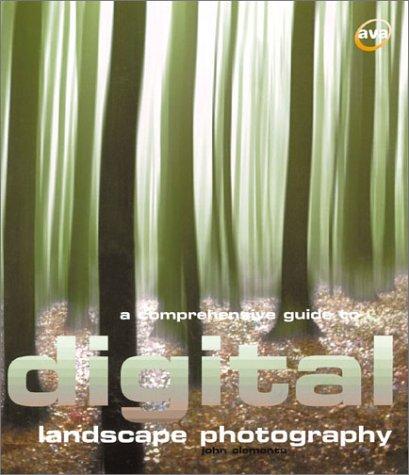 ava
a comprehensive guide to
digital
landscape photography
john clements